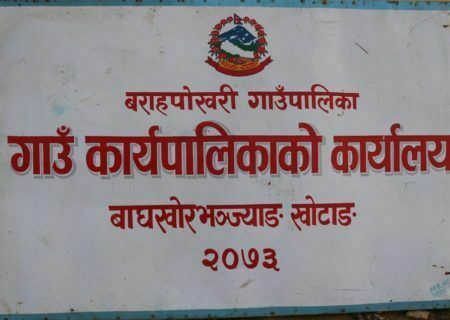 बराहपोखरी गाउँपालिका
गाउँ कार्यपालिकाको कार्यालय
बाघखोरभञ्ज्याङ खोटाङ
२०७३